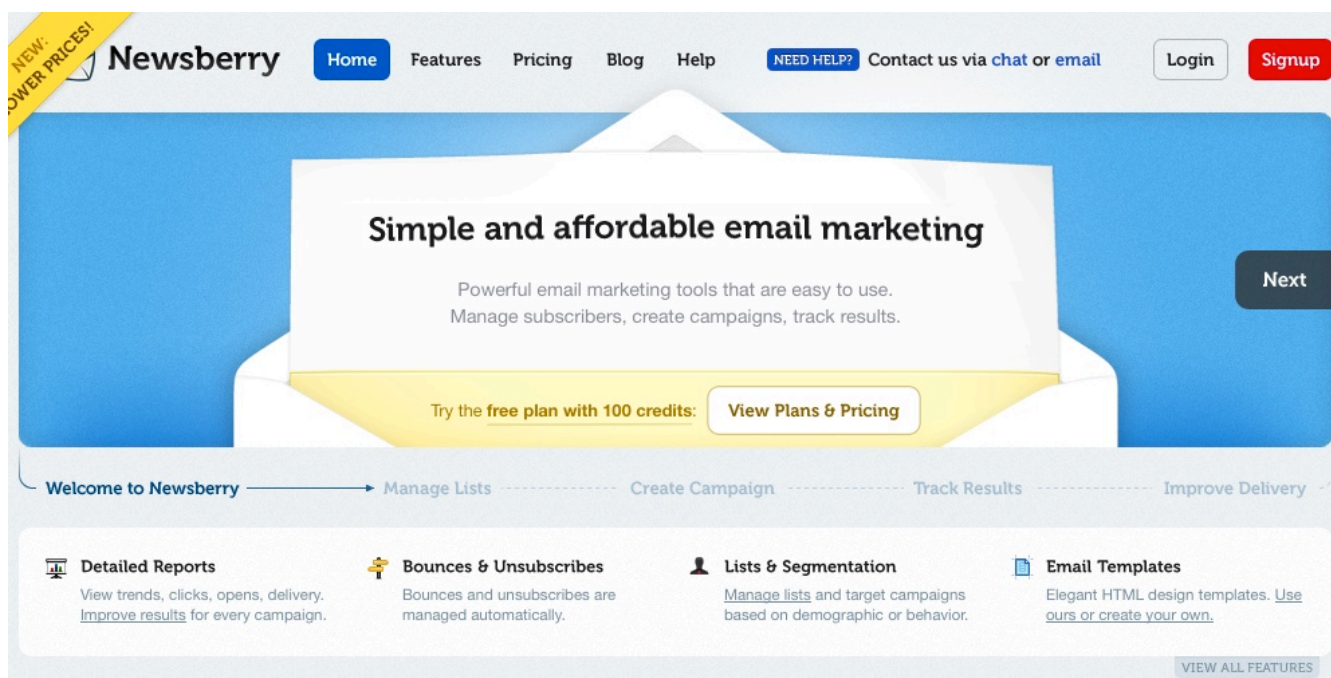 NEW:
LOWER PRICES!
Newsberry
Home
Features
Pricing
Blog
Help
NEED HELP? Contact us via chat or email
Login
Signup
Simple and affordable email marketing
Powerful email marketing tools that are easy to use.
Manage subscribers, create campaigns, track results.
Next
Try the free plan with 100 credits:
View Plans & Pricing
Welcome to Newsberry
Manage Lists
Create Campaign
Track Results
Improve Delivery
Detailed Reports
View trends, clicks, opens, delivery.
Improve results for every campaign.
Bounces & Unsubscribes
Bounces and unsubscribes are
managed automatically.
Lists & Segmentation
Manage lists and target campaigns
based on demographic or behavior.
Email Templates
Elegant HTML design templates. Use
ours or create your own.
VIEW ALL FEATURES